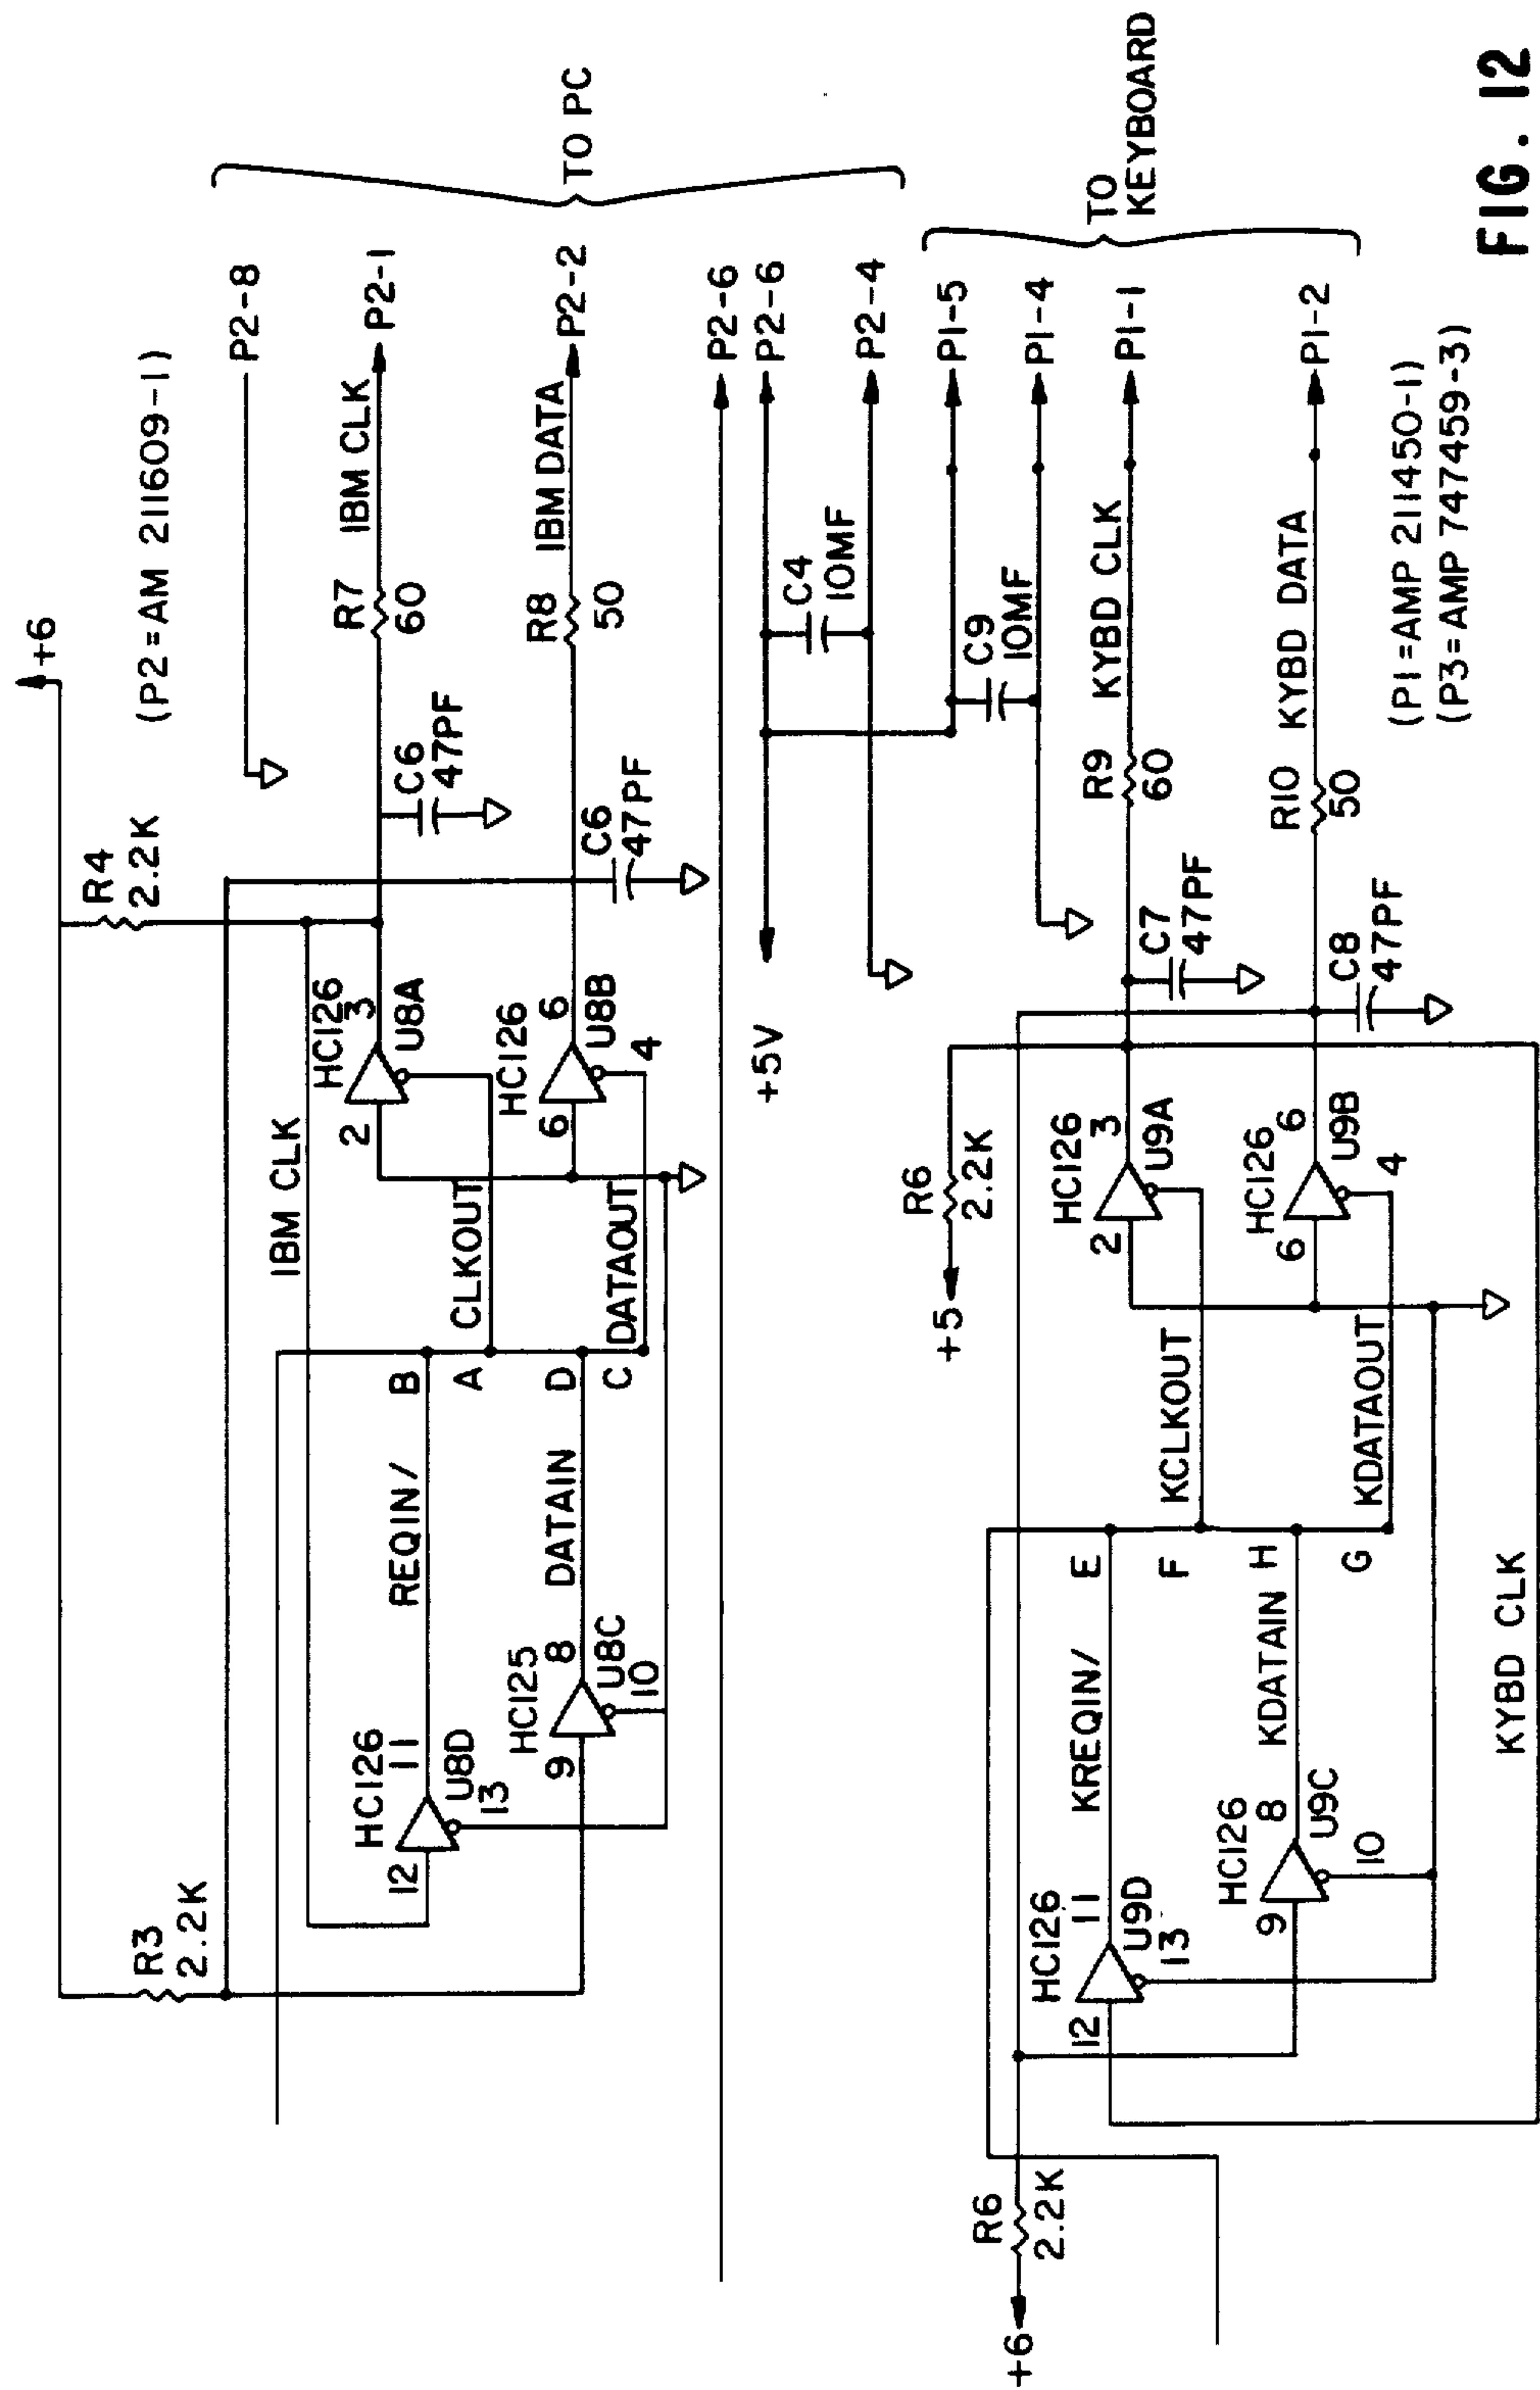 +6
(P2=AM 211609-1)
R3
2.2K
R4
2.2K
P2-8
IBM CLK
HC126
3
2
U8A
C6
47PF
R7
60
IBM CLK
P2-1
HC126
11
12
U8D
13
REQIN/
B
A
CLKOUT
HC125
8
9
U8C
10
DATAIN
D
C
DATAOUT
HC126
6
6
U8B
4
C6
47PF
R8
50
IBM DATA
P2-2
TO PC
P2-6
+5V
P2-6
C4
10MF
P2-4
P1-5
C9
10MF
P1-4
+5
R6
2.2K
+6
R6
2.2K
HC126
11
12
U9D
13
KREQIN/
E
F
KCLKOUT
HC126
3
2
U9A
C7
47PF
R9
60
KYBD CLK
P1-1
HC126
8
9
U9C
10
KDATAIN
H
G
KDATAOUT
HC126
6
6
U9B
4
C8
47PF
R10
50
KYBD DATA
P1-2
TO
KEYBOARD
KYBD CLK
(P1=AMP 211450-1)
(P3=AMP 747459-3)
FIG. 12